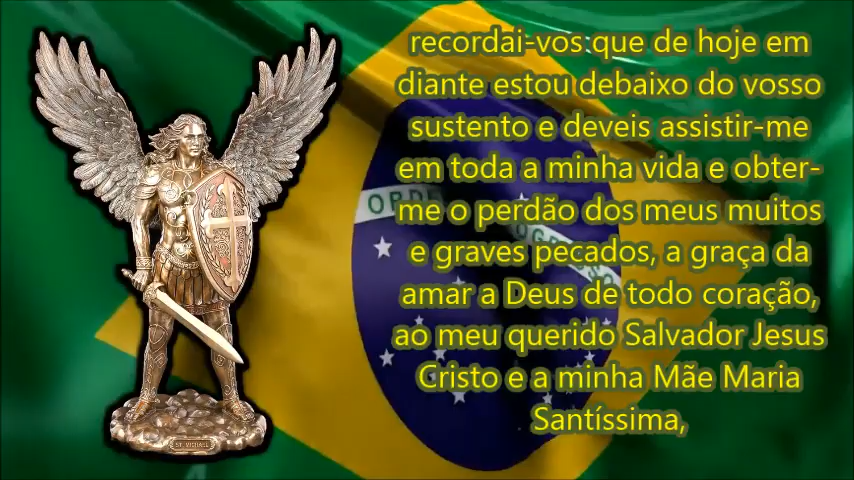 recordai-vos que de hoje em
diante estou debaixo do vosso
sustento e deveis assistir-me
em toda a minha vida e obter-
me o perdão dos meus muitos
e graves pecados, a graça da
amar a Deus de todo coração,
ao meu querido Salvador Jesus
Cristo e a minha Mãe Maria
Santíssima,
ST. MICHAEL